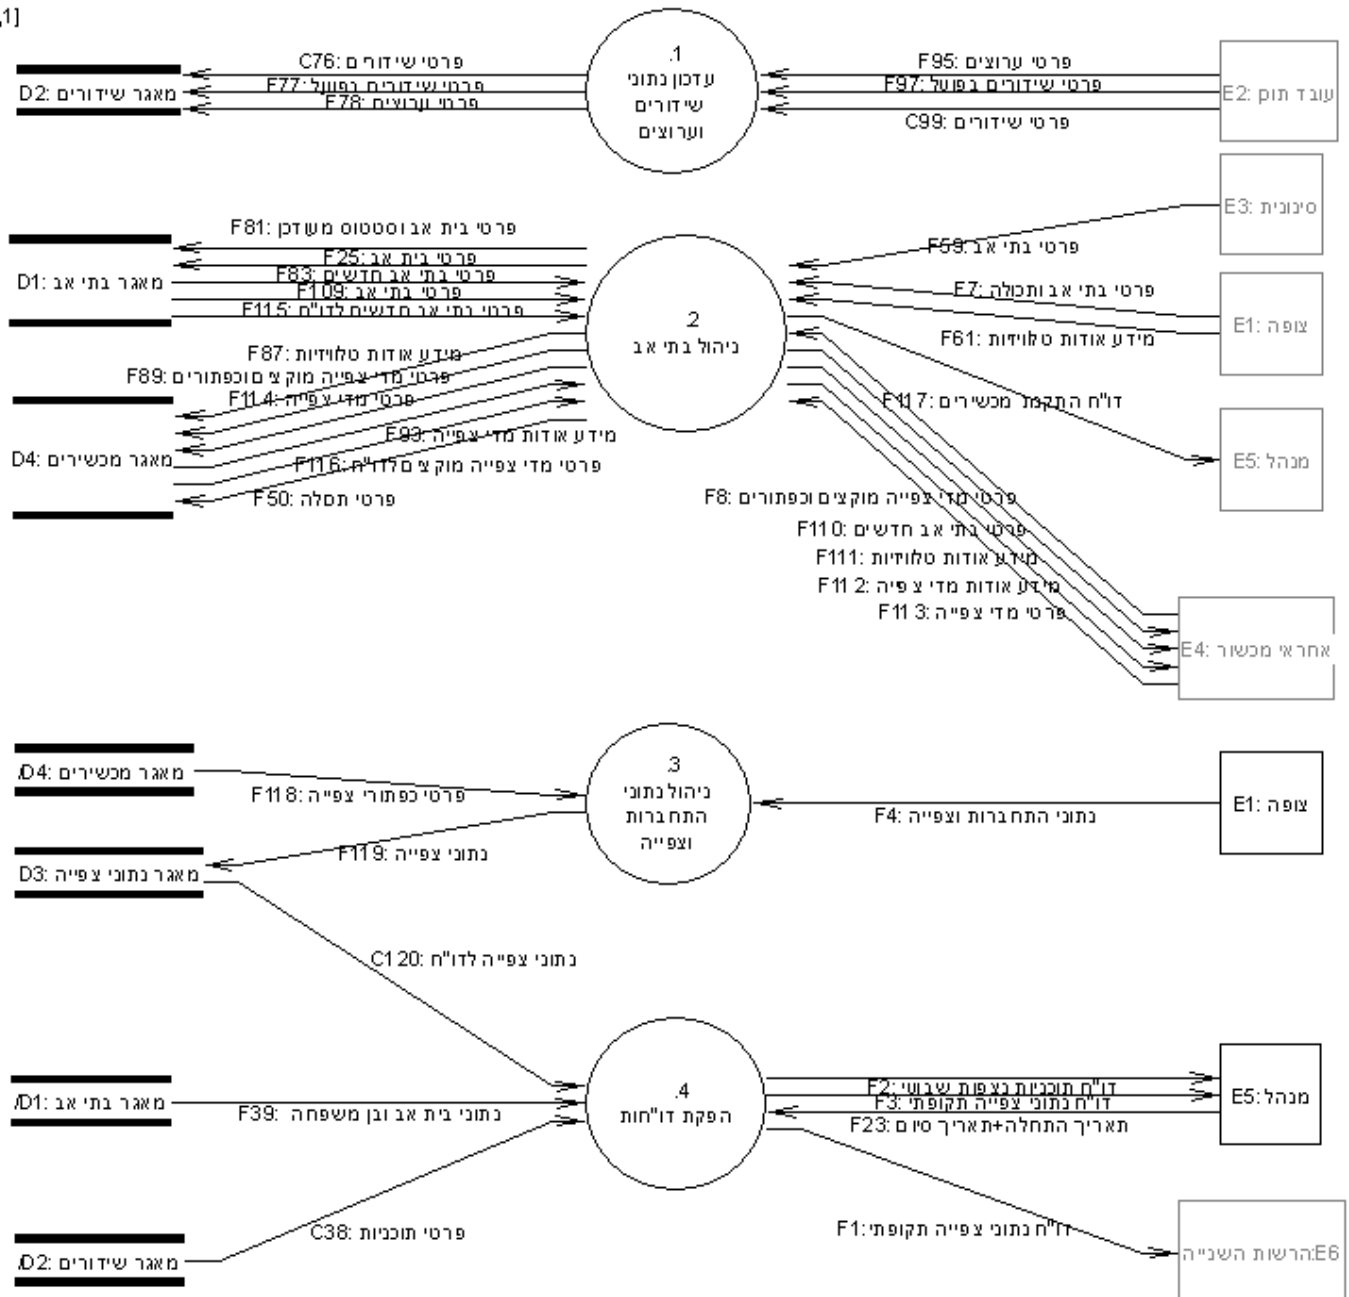 ,1]
C76: פרטי שידורים
F77: פרטי שידורים בפועל
F78: פרטי ערוצים
D2: מאגר שידורים
.1
עדכון נתוני
שידורים
וערוצים
F95: פרטי ערוצים
F97: פרטי שידורים בפועל
C99: פרטי שידורים
E2: עובד תוק
E3: סינונית
F81: פרטי בית אב וסטטוס מעודכן
F25: פרטי בית אב
F83: פרטי בתי אב חדשים
F109: פרטי בתי אב
F115: פרטי בתי אב חדשים לדו"ח
D1: מאגר בתי אב
.2
ניהול בתי אב
F59: פרטי בתי אב
F7: פרטי בתי אב ותכולה
F61: מידע אודות טלוויזיות
E1: צופה
F87: מידע אודות טלוויזיות
F89: פרטי מדי צפייה מוקצים וכפתורים
F114: פרטי מדי צפייה
F93: מידע אודות מדי צפייה
F116: פרטי מדי צפייה מוקצים לדו"ח
F50: פרטי תכולה
D4: מאגר מכשירים
F117: דו"ח התקנת מכשירים
E5: מנהל
F8: פרטי מדי צפייה מוקצים וכפתורים
F110: פרטי בתי אב חדשים
F111: מידע אודות טלוויזיות
F112: מידע אודות מדי צפיה
F113: פרטי מדי צפייה
E4: אחראי מכשור
/D4: מאגר מכשירים
F118: פרטי כפתורי צפייה
.3
ניהול נתוני
התחברות
וצפייה
F4: נתוני התחברות וצפייה
E1: צופה
F119: נתוני צפייה
D3: מאגר נתוני צפייה
C120: נתוני צפייה לדו"ח
/D1: מאגר בתי אב
F39: נתוני בית אב ובן משפחה
.4
הפקת דו"חות
F2: דו"ח תוכניות נצפות שבועי
F3: דו"ח נתוני צפייה תקופתי
F23: תאריך התחלה+תאריך סיום
E5: מנהל
C38: פרטי תוכניות
/D2: מאגר שידורים
F1: דו"ח נתוני צפייה תקופתי
E6:הרשות השנייה